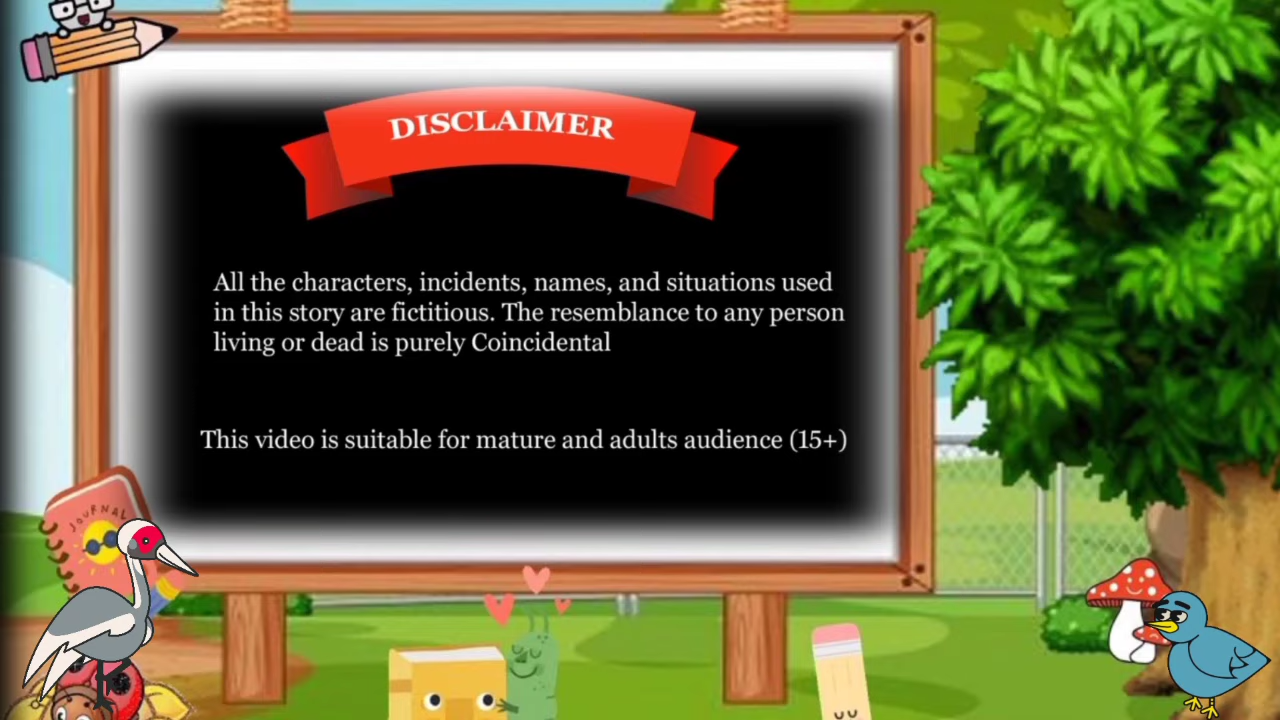 DISCLAIMER
All the characters, incidents, names, and situations used
in this story are fictitious. The resemblance to any person
living or dead is purely Coincidental
This video is suitable for mature and adults audience (15+)
JOURNAL